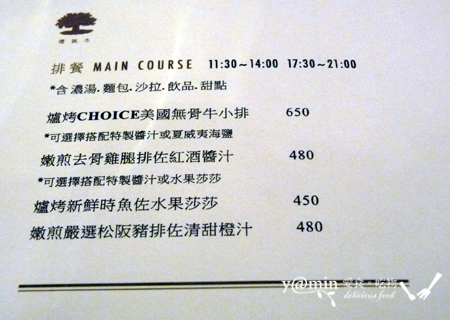 排餐 MAIN COURSE 11:30~14:00 17:30~21:00
*含濃湯.麵包.沙拉.飲品.甜點
爐烤CHOICE美國無骨牛小排 650
*可選擇搭配特製醬汁或夏威夷海鹽
嫩煎去骨雞腿排佐紅酒醬汁 480
*可選擇搭配特製醬汁或水果莎莎
爐烤新鮮時魚佐水果莎莎 450
嫩煎嚴選松阪豬排佐清甜橙汁 480
y@min
delicious food